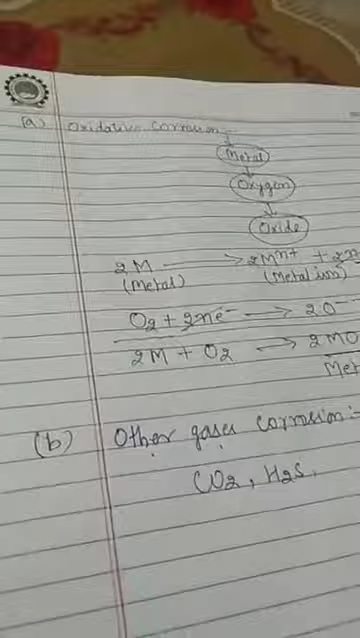 (a) Oxidative corrosion :-
Metal
Oxygen
Oxide
2M → 2Mⁿ⁺ +
(Metal) (Metal ion)
O₂ + 2ne⁻ → 2O⁻⁻
2M + O₂ → 2MO
Met
(b) Other gases corrosion :-
CO₂, H₂S,